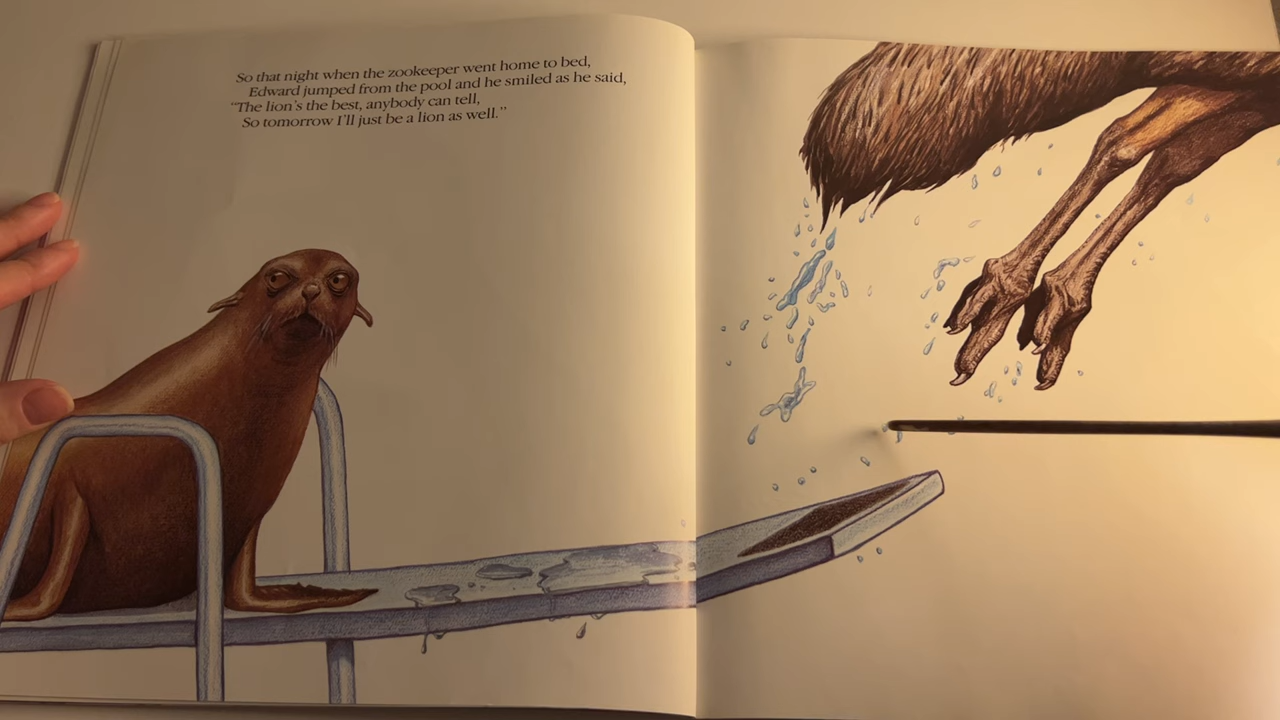 So that night when the zookeeper went home to bed,
Edward jumped from the pool and he smiled as he said,
“The lion’s the best, anybody can tell,
So tomorrow I’ll just be a lion as well.”